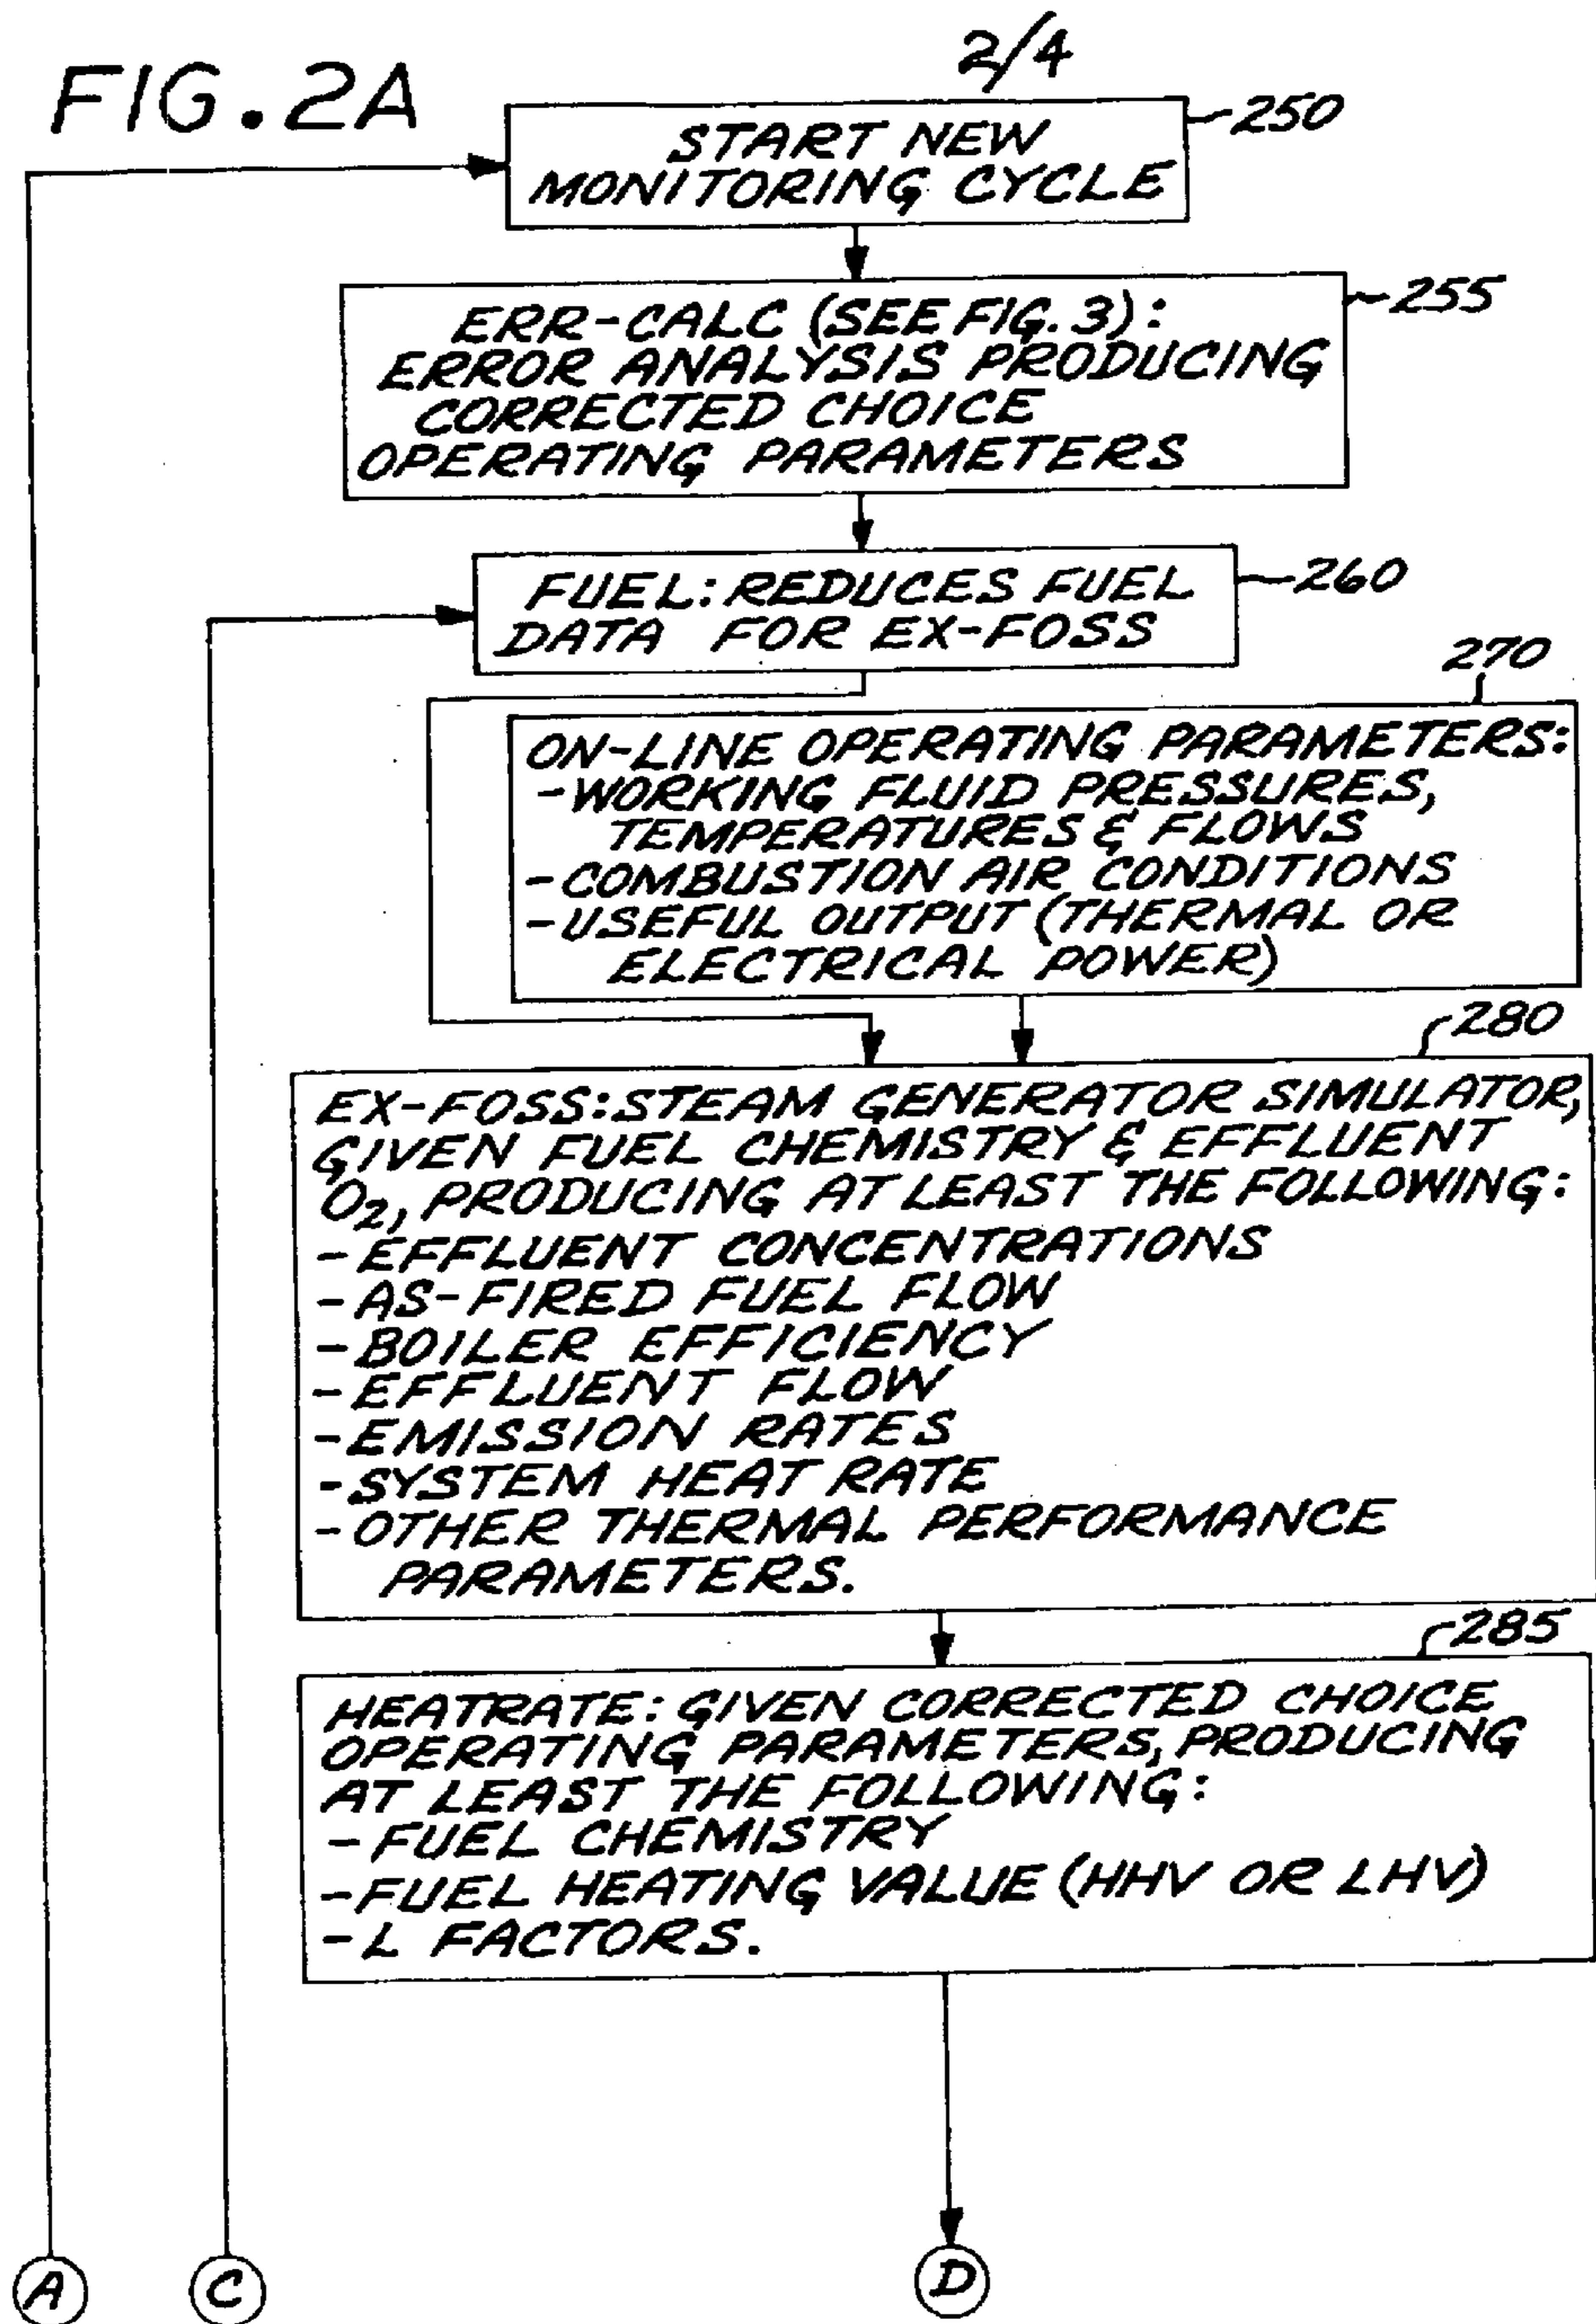 2/4
FIG. 2A
START NEW
MONITORING CYCLE
250
ERR-CALC (SEE FIG. 3):
ERROR ANALYSIS PRODUCING
CORRECTED CHOICE
OPERATING PARAMETERS
255
FUEL: REDUCES FUEL
DATA FOR EX-FOSS
260
270
ON-LINE OPERATING PARAMETERS:
-WORKING FLUID PRESSURES,
TEMPERATURES & FLOWS
-COMBUSTION AIR CONDITIONS
-USEFUL OUTPUT (THERMAL OR
ELECTRICAL POWER)
280
EX-FOSS: STEAM GENERATOR SIMULATOR,
GIVEN FUEL CHEMISTRY & EFFLUENT
O2, PRODUCING AT LEAST THE FOLLOWING:
-EFFLUENT CONCENTRATIONS
-AS-FIRED FUEL FLOW
-BOILER EFFICIENCY
-EFFLUENT FLOW
-EMISSION RATES
-SYSTEM HEAT RATE
-OTHER THERMAL PERFORMANCE
PARAMETERS.
285
HEATRATE: GIVEN CORRECTED CHOICE
OPERATING PARAMETERS, PRODUCING
AT LEAST THE FOLLOWING:
-FUEL CHEMISTRY
-FUEL HEATING VALUE (HHV OR LHV)
-L FACTORS.
A
C
D